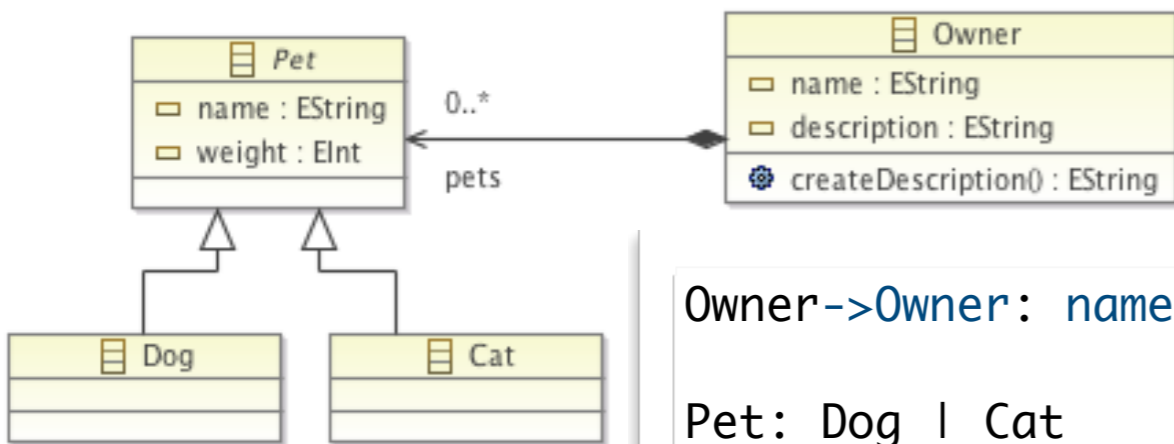 Pet
name : EString
weight : EInt
0..*
pets
Owner
name : EString
description : EString
createDescription() : EString
Dog
Cat
Owner->Owner: name
Pet: Dog | Cat